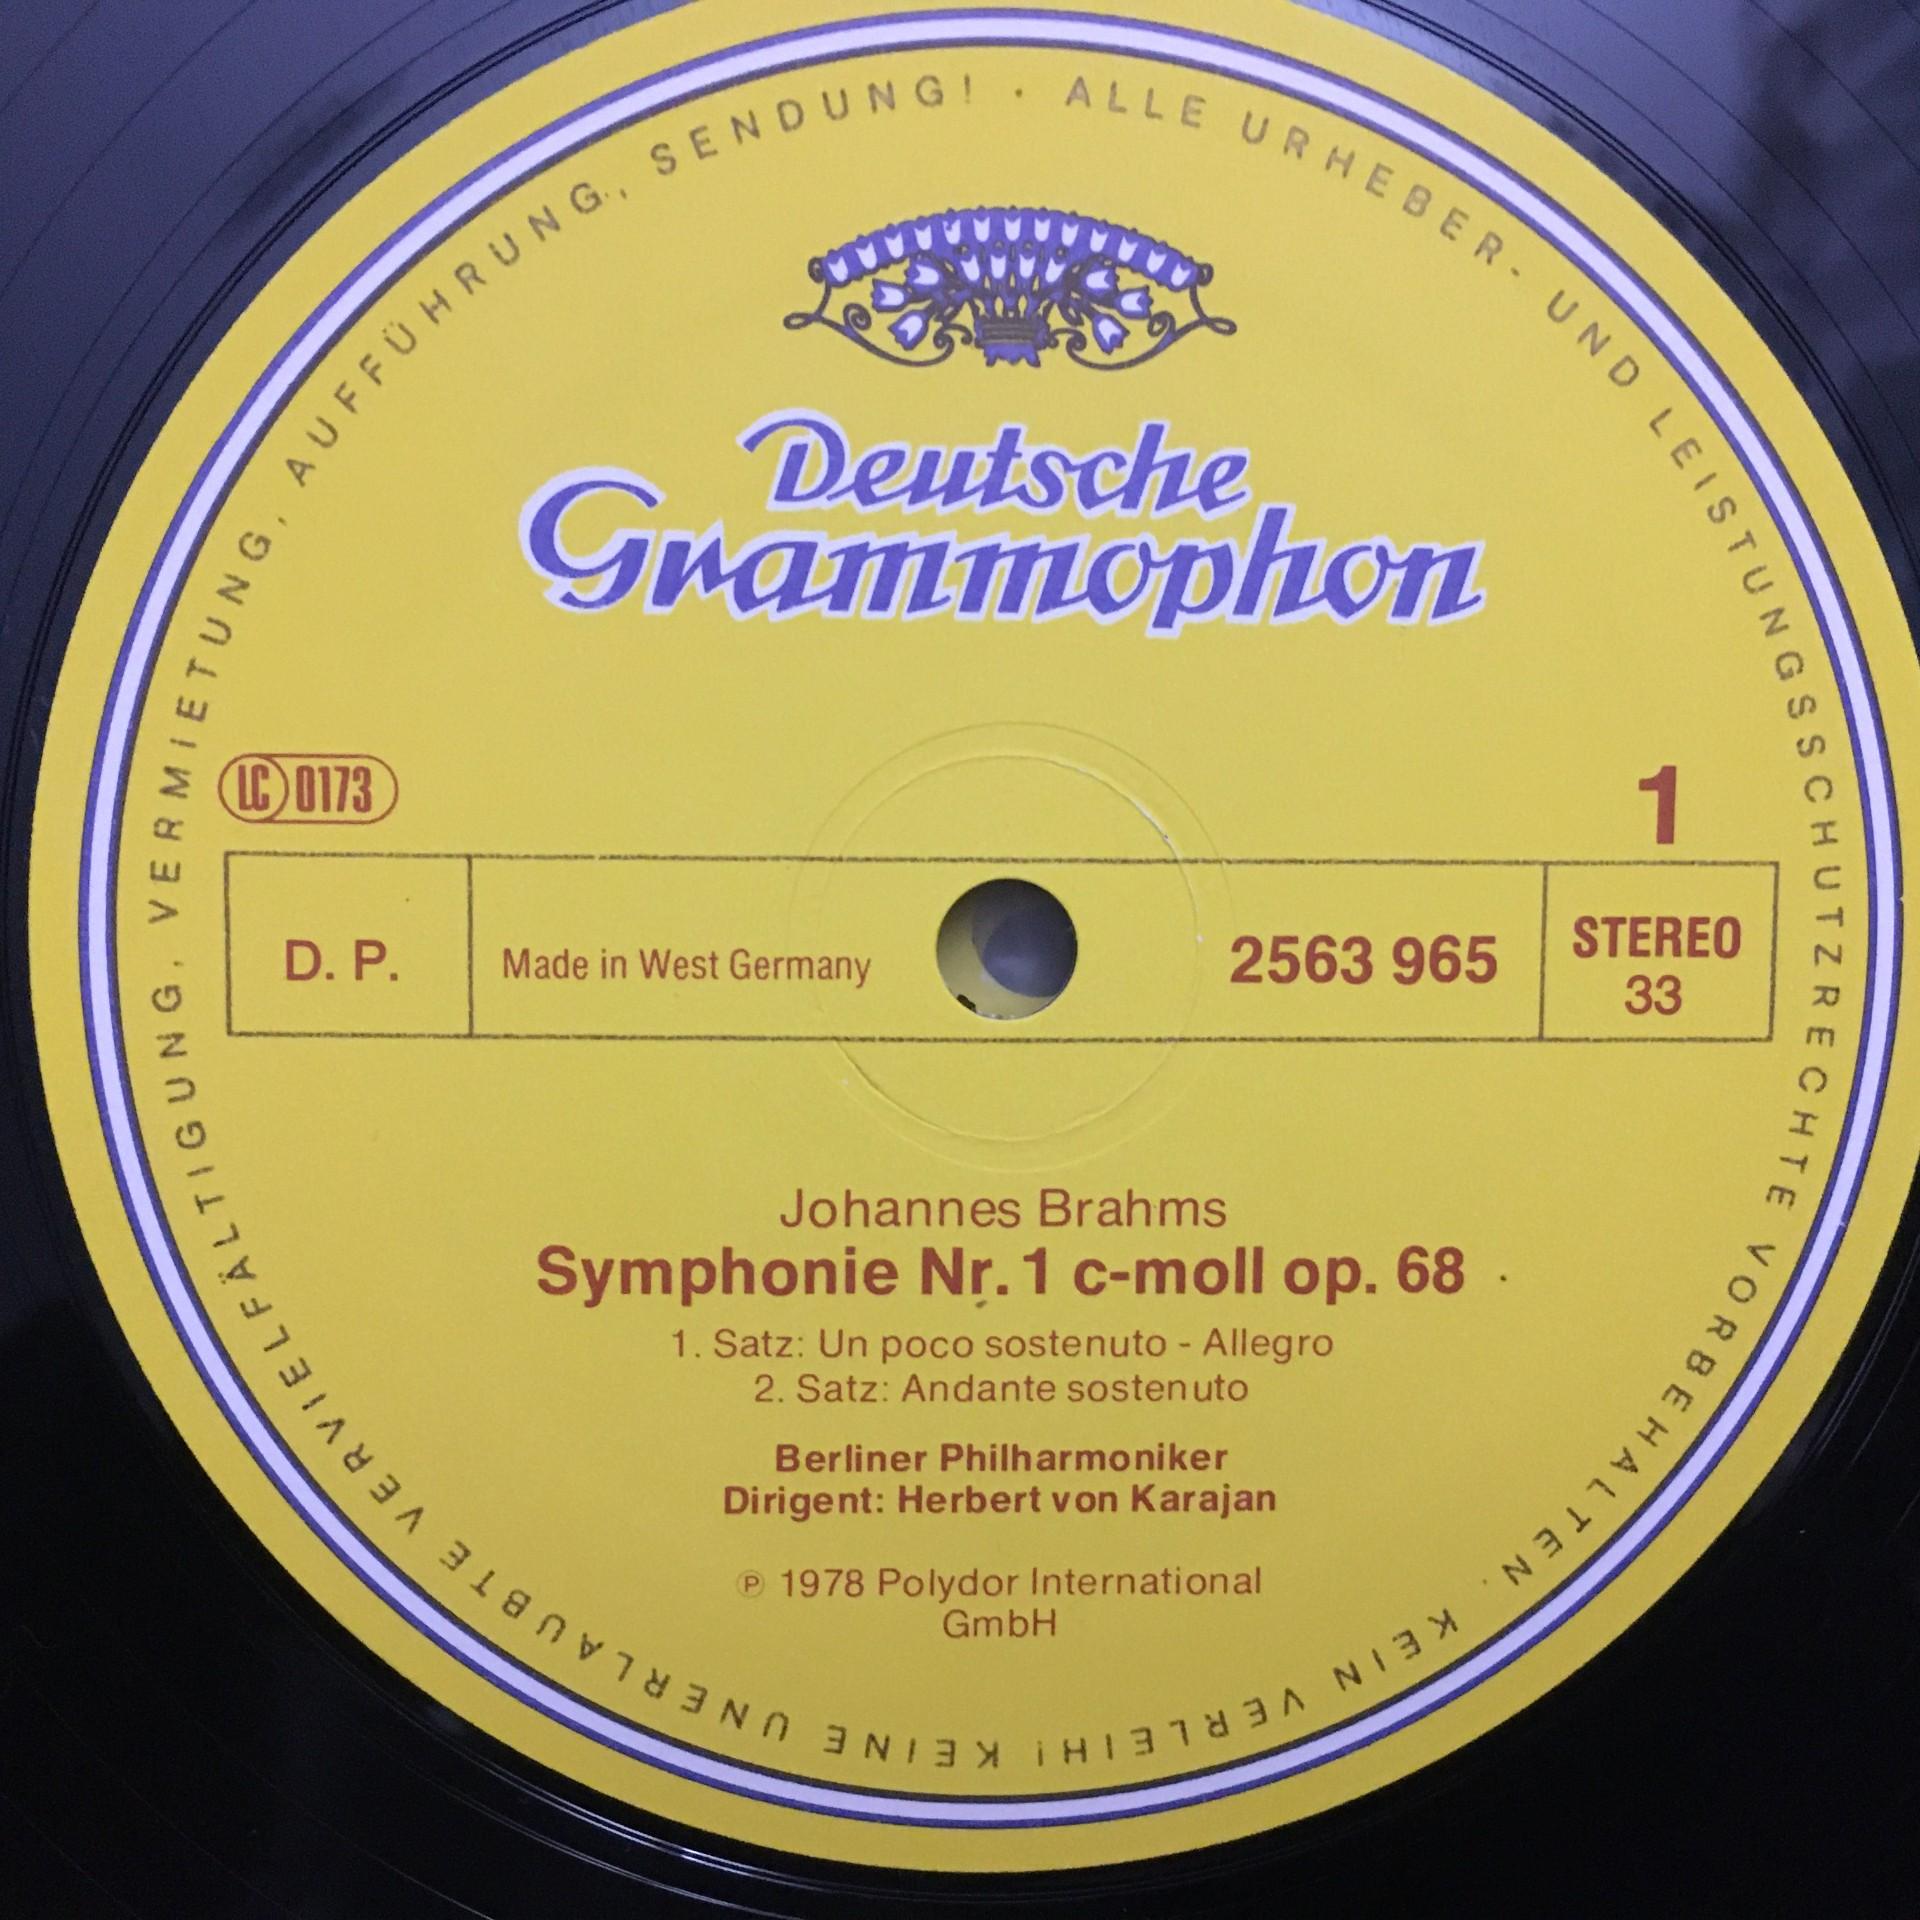 ALLE URHEBER- UND LEISTUNGSSCHUTZRECHTE VORBEHALTEN. KEIN VERLEIH! KEINE UNERLAUBTE VERVIELFÄLTIGUNG, VERMIETUNG, AUFFÜHRUNG, SENDUNG! ·
Deutsche
Grammophon
LC 0173
1
D. P.
Made in West Germany
2563 965
STEREO
33
Johannes Brahms
Symphonie Nr. 1 c-moll op. 68
1. Satz: Un poco sostenuto - Allegro
2. Satz: Andante sostenuto
Berliner Philharmoniker
Dirigent: Herbert von Karajan
℗ 1978 Polydor International
GmbH